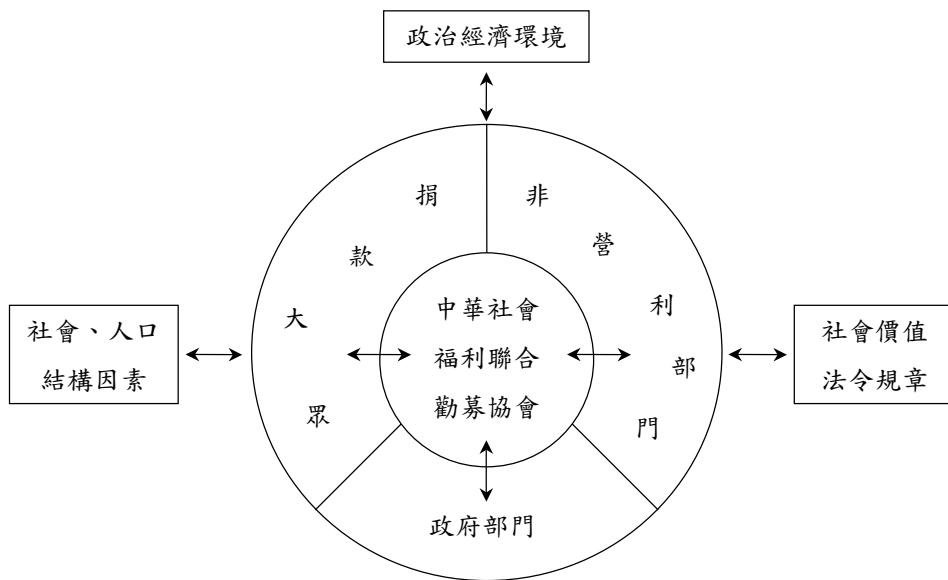 政治經濟環境
捐款大眾
非營利部門
社會、人口
結構因素
中華社會
福利聯合
勸募協會
社會價值
法令規章
政府部門